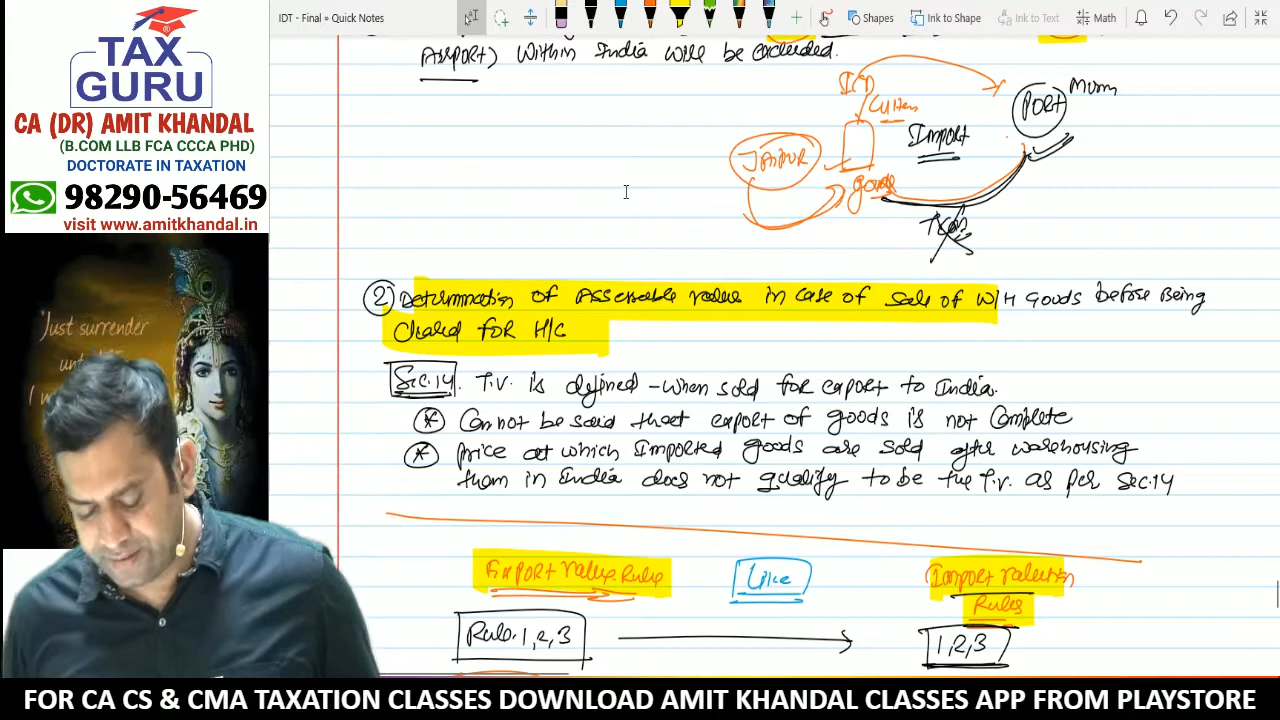 IDT - Final » Quick Notes
Shapes
Ink to Shape
Ink to Text
Math
TAX
GURU
CA (DR) AMIT KHANDAL
(B.COM LLB FCA CCCA PHD)
DOCTORATE IN TAXATION
98290-56469
visit www.amitkhandal.in
Just surrender
Airport) within India will be excluded.
ICD
PORT
Import
JAIPUR
goods
② Determination of Assessable value in case of sale of W/H Goods before Being
Cleared for H/C
Sec.14. T.V. is defined - when sold for export to India.
* Cannot be said that export of goods is not Complete
* Price at which Imported goods are sold after warehousing
them in India does not qualify to be the T.V. as per Sec.14
Export Value. Rule
Like
Import Valuation
Rules
Rule. 1, 2, 3
1, 2, 3
FOR CA CS & CMA TAXATION CLASSES DOWNLOAD AMIT KHANDAL CLASSES APP FROM PLAYSTORE